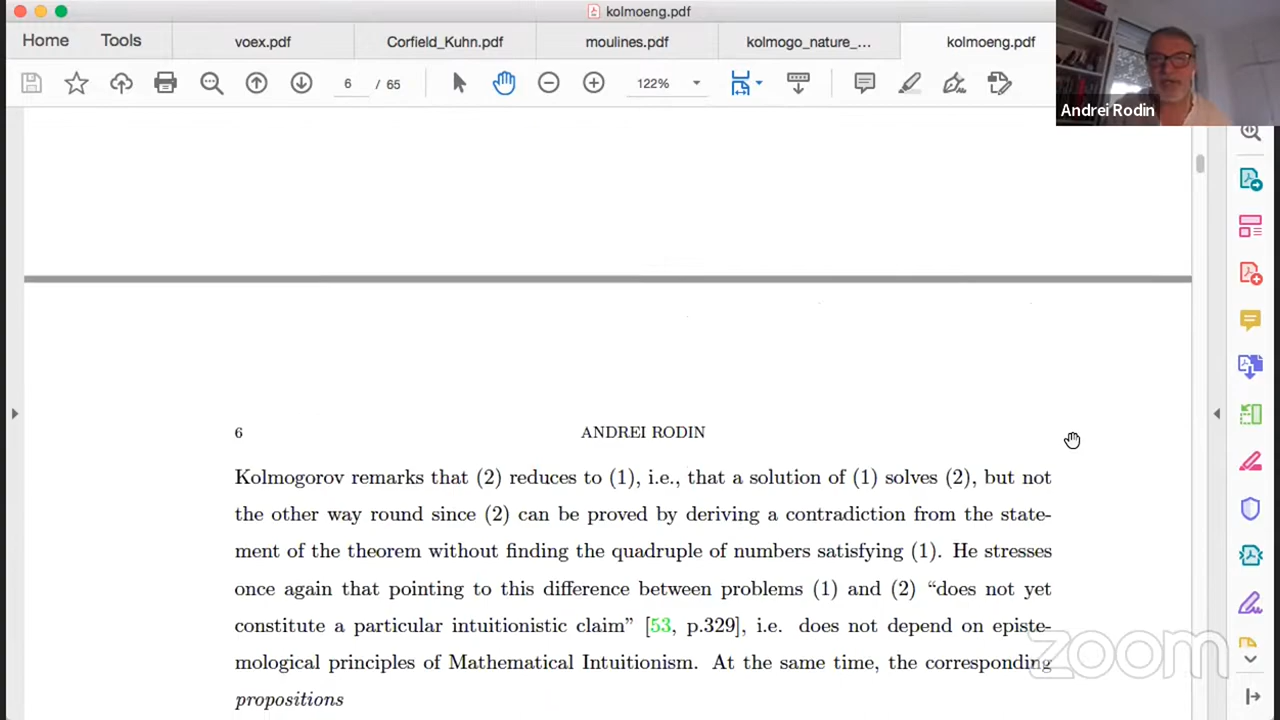 kolmoeng.pdf
Home Tools voex.pdf Corfield_Kuhn.pdf moulines.pdf kolmogo_nature_... kolmoeng.pdf
6 / 65 122%
Andrei Rodin
6 ANDREI RODIN
Kolmogorov remarks that (2) reduces to (1), i.e., that a solution of (1) solves (2), but not
the other way round since (2) can be proved by deriving a contradiction from the state-
ment of the theorem without finding the quadruple of numbers satisfying (1). He stresses
once again that pointing to this difference between problems (1) and (2) “does not yet
constitute a particular intuitionistic claim” [53, p.329], i.e. does not depend on episte-
mological principles of Mathematical Intuitionism. At the same time, the corresponding
propositions
zoom